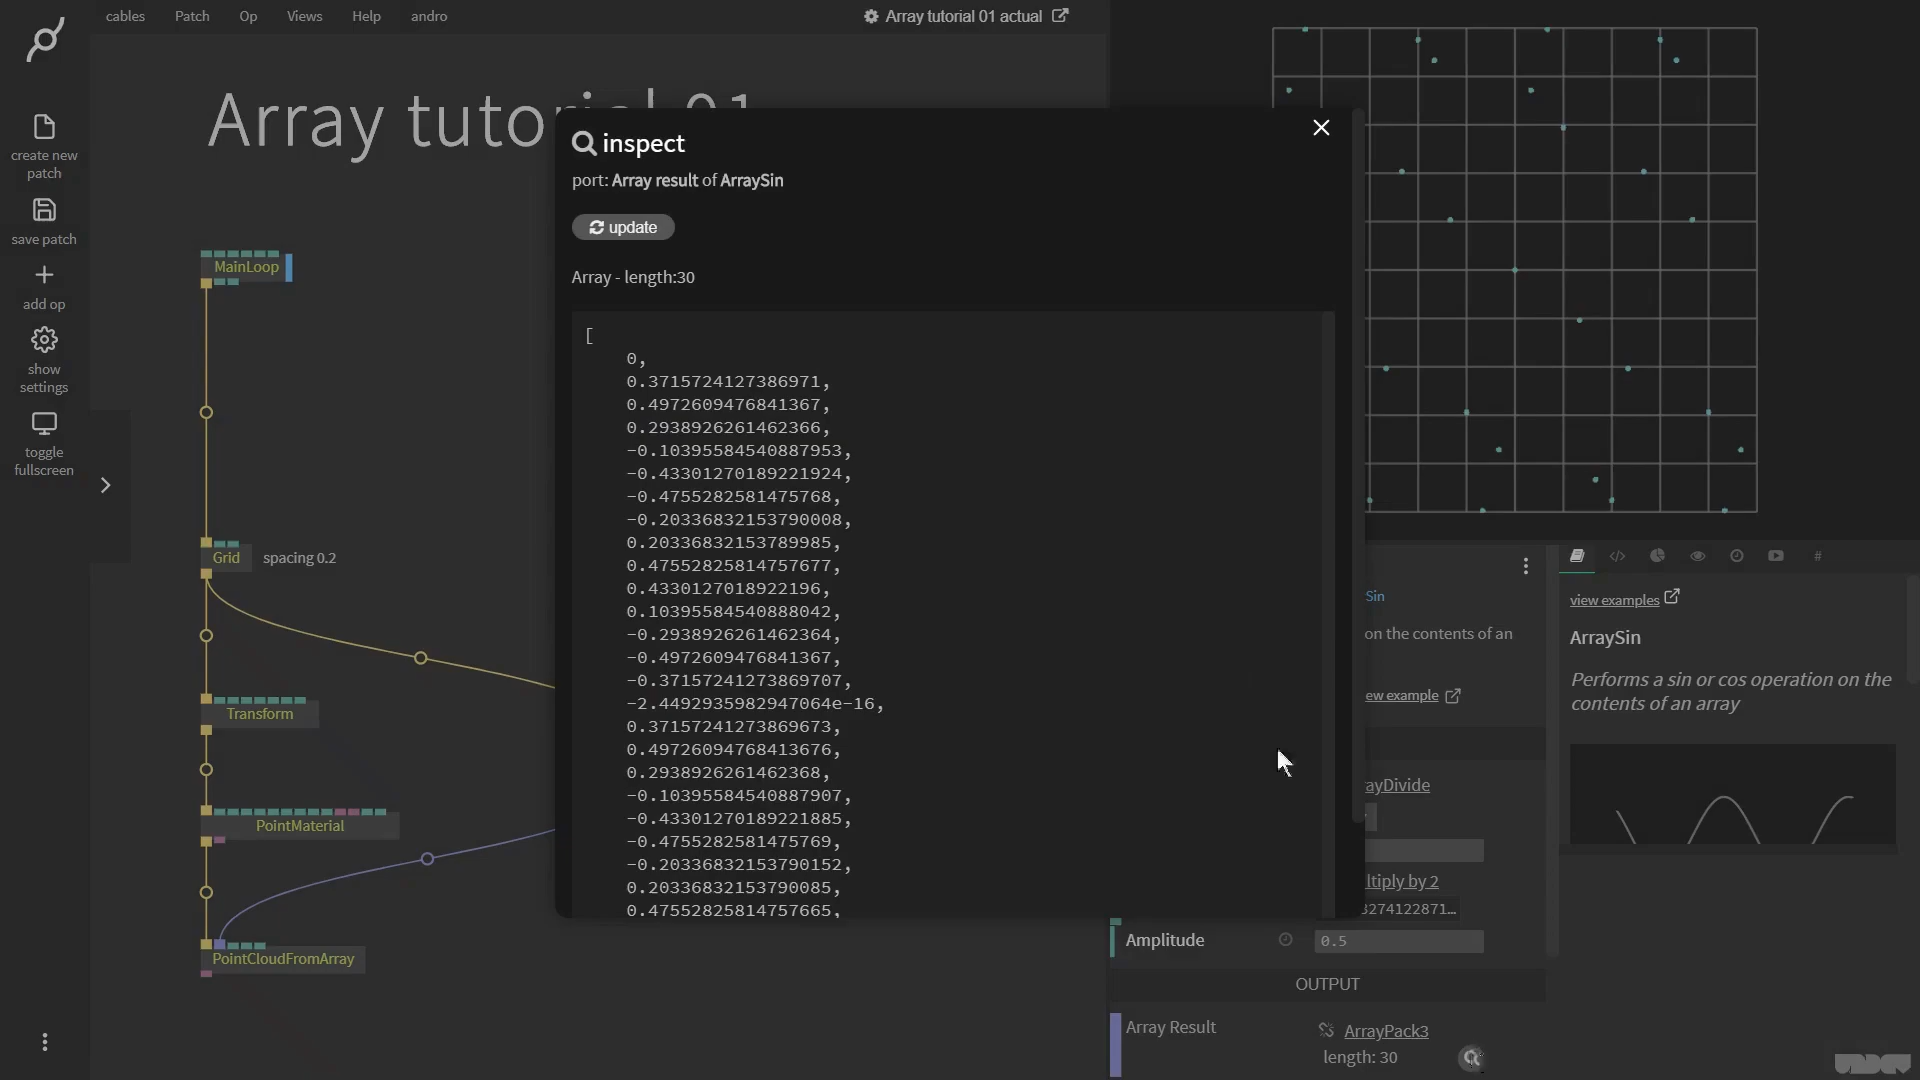 cables Patch Op Views Help andro
Array tutorial 01 actual
Array tutorial 01
create new
patch
save patch
add op
show
settings
toggle
fullscreen
MainLoop
Grid spacing 0.2
Transform
PointMaterial
PointCloudFromArray
inspect
port: Array result of ArraySin
update
Array - length:30
[
0,
0.3715724127386971,
0.4972609476841367,
0.2938926261462366,
-0.10395584540887953,
-0.43301270189221924,
-0.4755282581475768,
-0.20336832153790008,
0.20336832153789985,
0.47552825814757677,
0.4330127018922196,
0.10395584540888042,
-0.2938926261462364,
-0.4972609476841367,
-0.37157241273869707,
-2.4492935982947064e-16,
0.37157241273869673,
0.49726094768413676,
0.2938926261462368,
-0.10395584540887907,
-0.43301270189221885,
-0.4755282581475769,
-0.20336832153790152,
0.20336832153790085,
0.47552825814757665,
Sin
on the contents of an
ew example
ayDivide
ltiply by 2
3274122871...
Amplitude 0.5
OUTPUT
Array Result ArrayPack3
length: 30
view examples
ArraySin
Performs a sin or cos operation on the
contents of an array